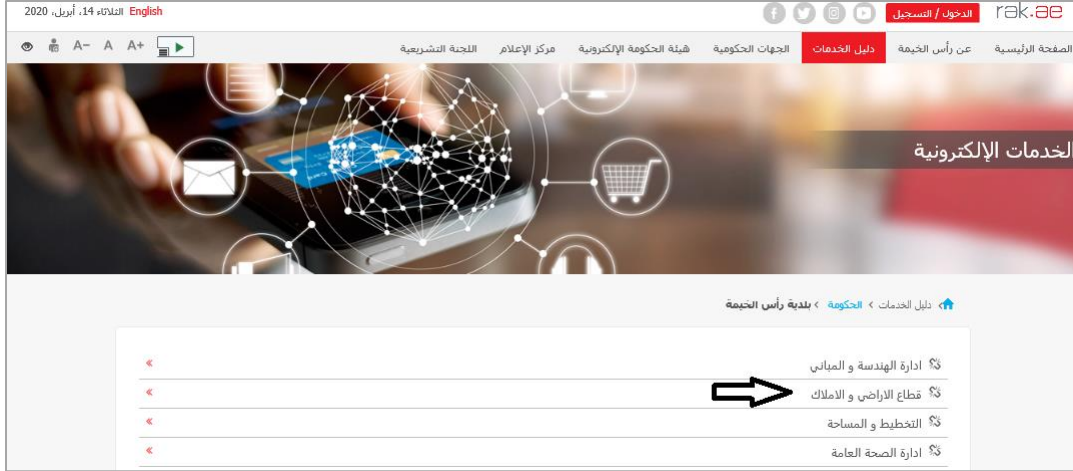 rak.ae الدخول / التسجيل English الثلاثاء 14، أبريل، 2020
الصفحة الرئيسية عن رأس الخيمة دليل الخدمات الجهات الحكومية هيئة الحكومة الإلكترونية مركز الإعلام اللجنة التشريعية A+ A A-
الخدمات الإلكترونية
دليل الخدمات › الحكومة › بلدية رأس الخيمة
ادارة الهندسة و المباني
قطاع الاراضي و الاملاك
التخطيط و المساحة
ادارة الصحة العامة